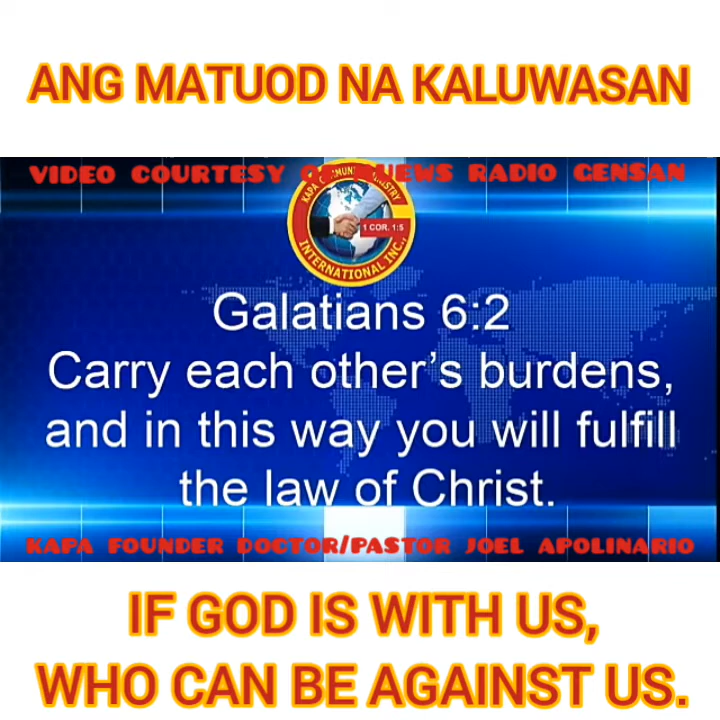 ANG MATUOD NA KALUWASAN
VIDEO COURTESY NEWS RADIO GENSAN
KAPA MINISTRY
1 COR. 1:5
INTERNATIONAL INC.,
Galatians 6:2
Carry each other's burdens,
and in this way you will fulfill
the law of Christ.
KAPA FOUNDER DOCTOR/PASTOR JOEL APOLINARIO
IF GOD IS WITH US,
WHO CAN BE AGAINST US.